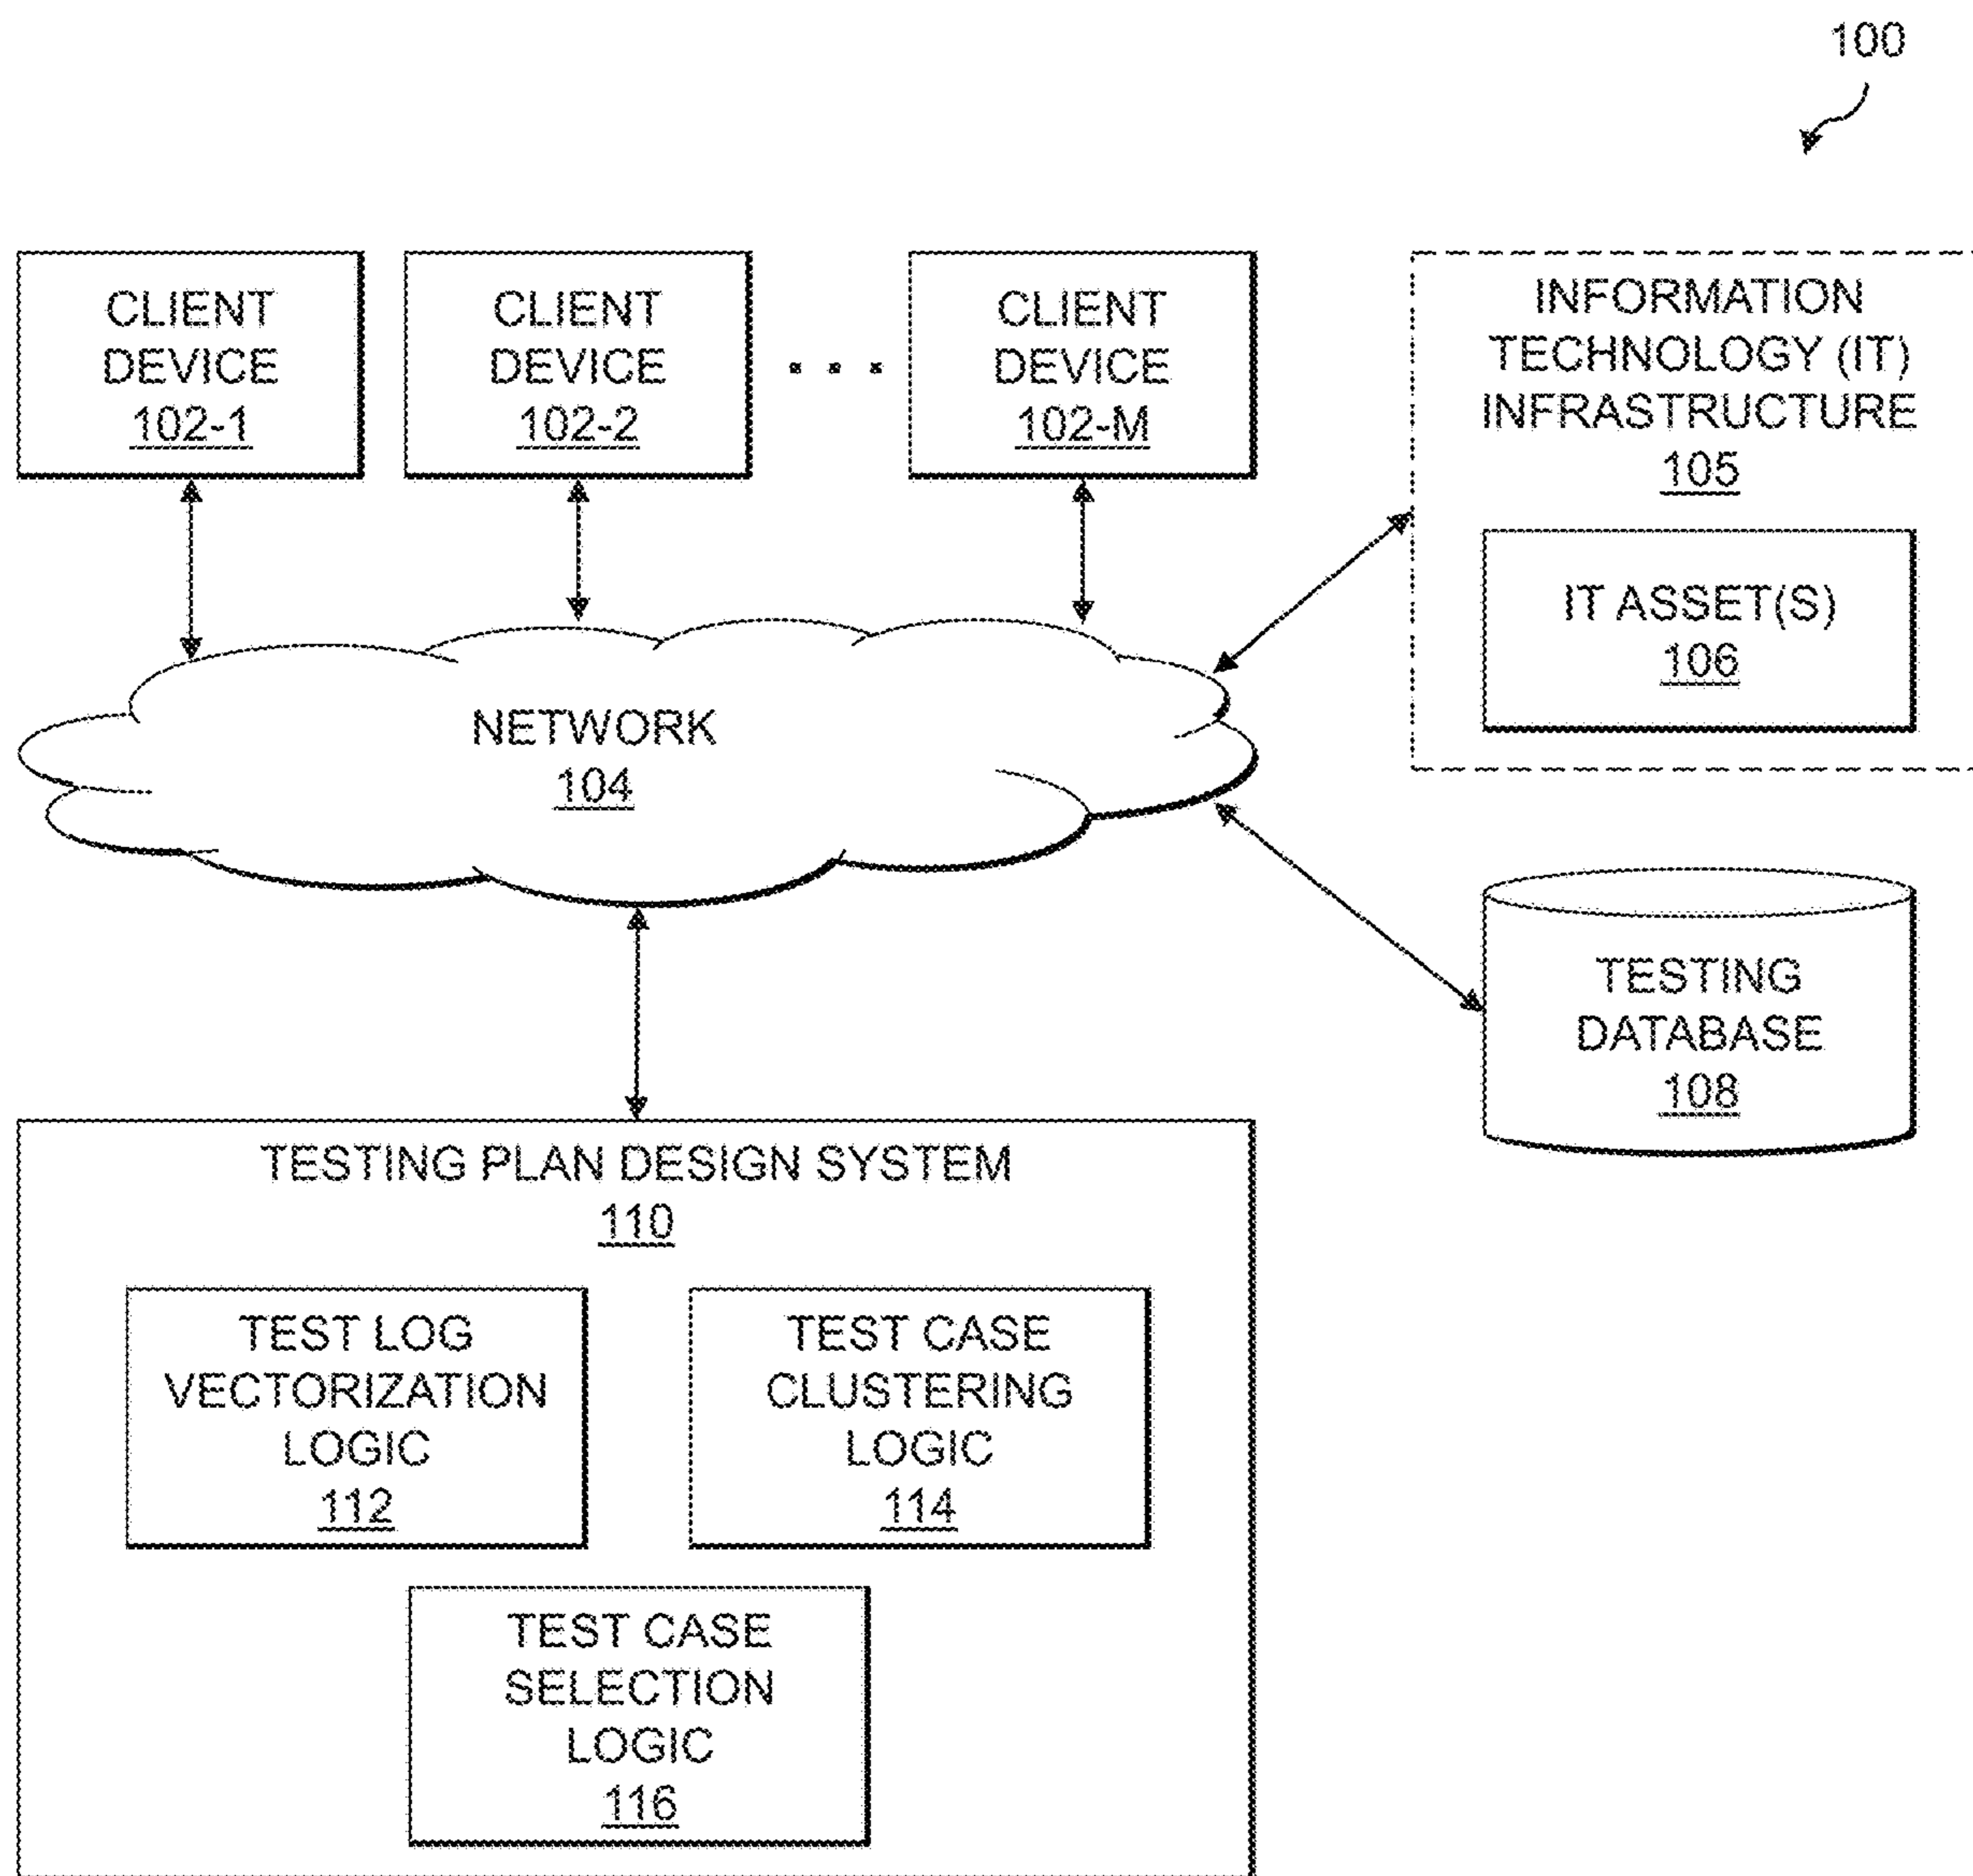 100
CLIENT
DEVICE
102-1
CLIENT
DEVICE
102-2
. . .
CLIENT
DEVICE
102-M
INFORMATION
TECHNOLOGY (IT)
INFRASTRUCTURE
105
IT ASSET(S)
106
NETWORK
104
TESTING
DATABASE
108
TESTING PLAN DESIGN SYSTEM
110
TEST LOG
VECTORIZATION
LOGIC
112
TEST CASE
CLUSTERING
LOGIC
114
TEST CASE
SELECTION
LOGIC
116